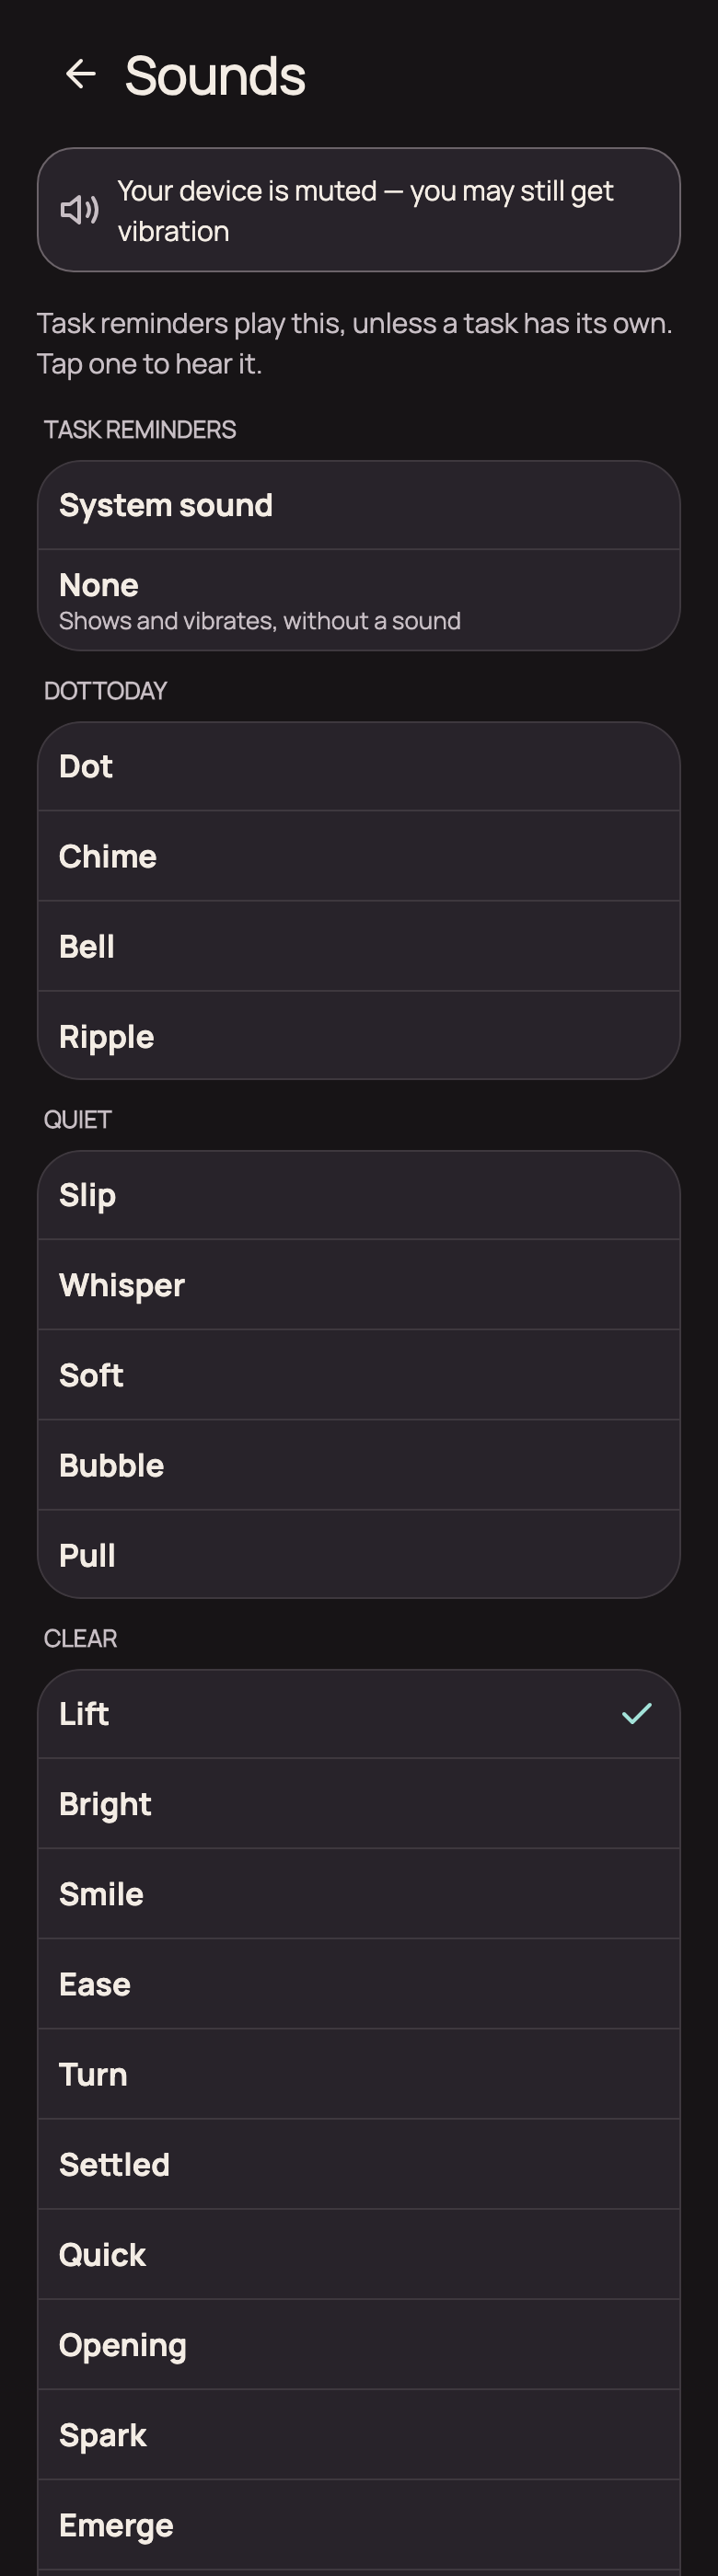 Sounds
Your device is muted — you may still get
vibration
Task reminders play this, unless a task has its own.
Tap one to hear it.
TASK REMINDERS
System sound
None
Shows and vibrates, without a sound
DOTTODAY
Dot
Chime
Bell
Ripple
QUIET
Slip
Whisper
Soft
Bubble
Pull
CLEAR
Lift
Bright
Smile
Ease
Turn
Settled
Quick
Opening
Spark
Emerge